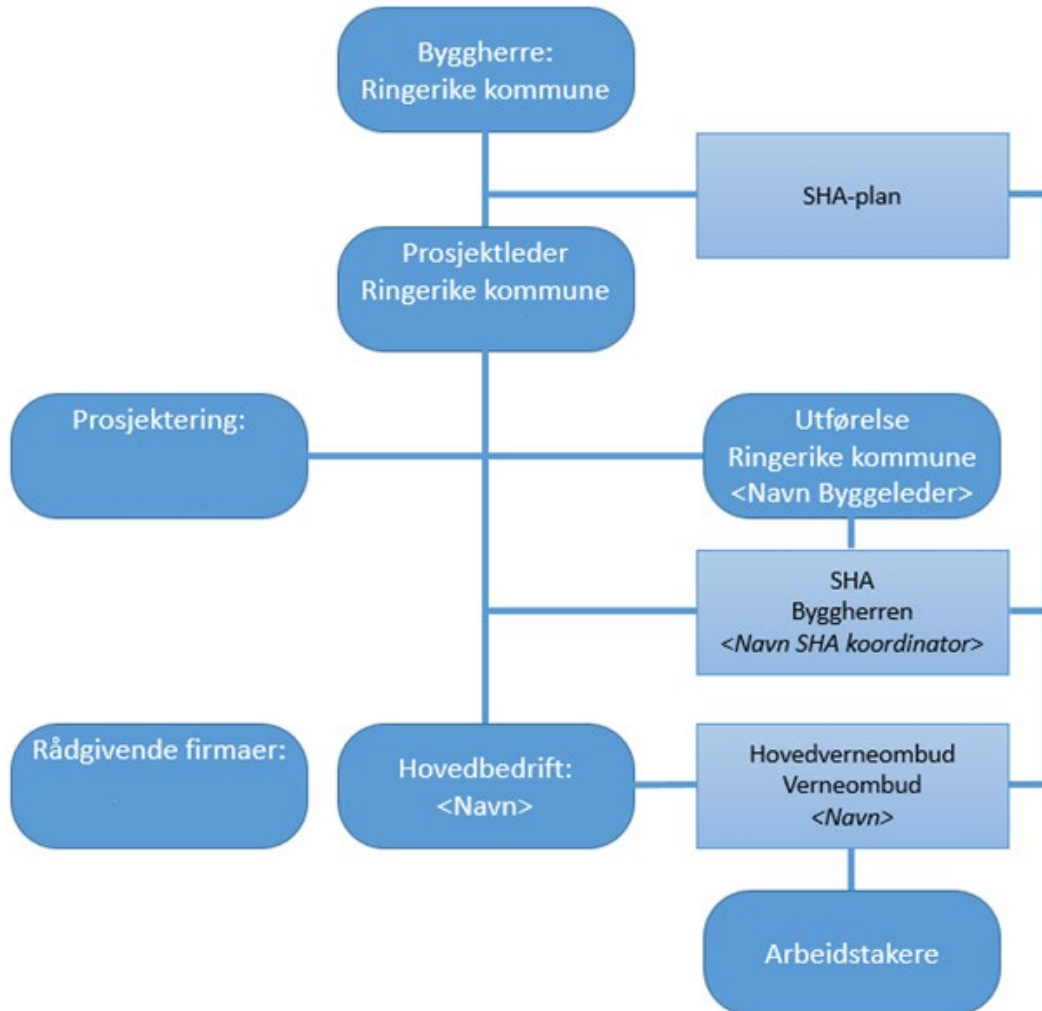 Byggherre:
Ringerike kommune
SHA-plan
Prosjektleder
Ringerike kommune
Prosjektering:
Utførelse
Ringerike kommune
<Navn Byggeleder>
SHA
Byggherren
<Navn SHA koordinator>
Rådgivende firmaer:
Hovedbedrift:
<Navn>
Hovedverneombud
Verneombud
<Navn>
Arbeidstakere